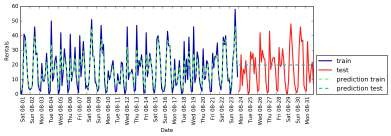 60
50
40
30
20
10
0
Rentals
Sat 08-01
Sun 08-02
Mon 08-03
Tue 08-04
Wed 08-05
Thu 08-06
Fri 08-07
Sat 08-08
Sun 08-09
Mon 08-10
Tue 08-11
Wed 08-12
Thu 08-13
Fri 08-14
Sat 08-15
Sun 08-16
Mon 08-17
Tue 08-18
Wed 08-19
Thu 08-20
Fri 08-21
Sat 08-22
Sun 08-23
Mon 08-24
Tue 08-25
Wed 08-26
Thu 08-27
Fri 08-28
Sat 08-29
Sun 08-30
Mon 08-31
Date
train
test
prediction train
prediction test